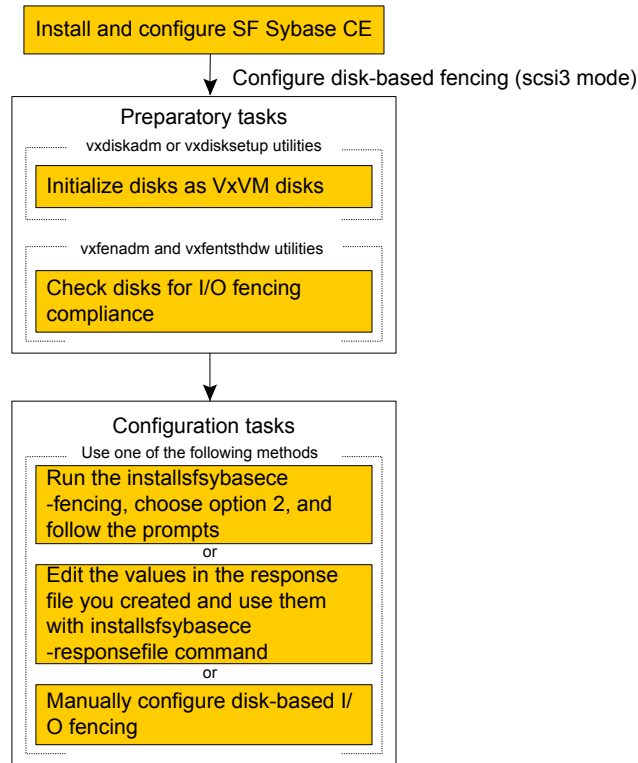 Install and configure SF Sybase CE
Configure disk-based fencing (scsi3 mode)
Preparatory tasks
vxdiskadm or vxdisksetup utilities
Initialize disks as VxVM disks
vxfenadm and vxfentsthdw utilities
Check disks for I/O fencing
compliance
Configuration tasks
Use one of the following methods
Run the installsfsybasece
-fencing, choose option 2, and
follow the prompts
or
Edit the values in the response
file you created and use them
with installsfsybasece
-responsefile command
or
Manually configure disk-based I/
O fencing